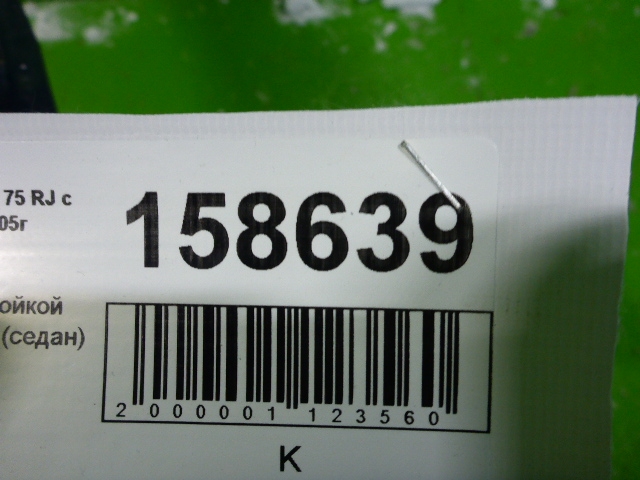 75 RJ с
05г
158639
ойкой
(седан)
2 000001 123560
K